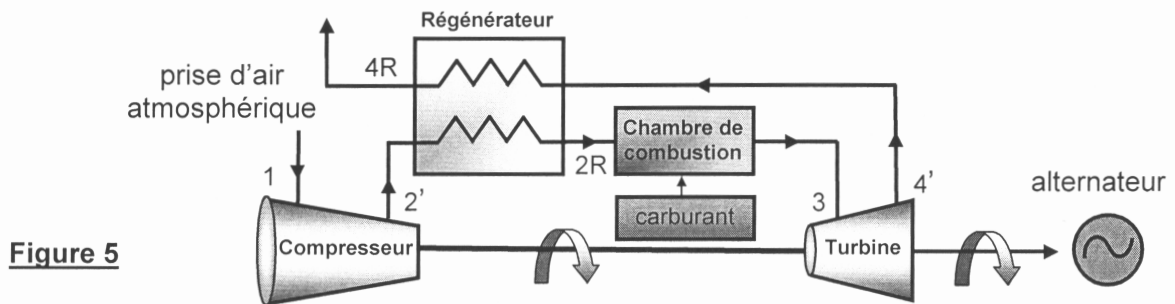 Régénérateur
prise d'air
atmosphérique
4R
1
2'
2R
Chambre de
combustion
carburant
3
4'
alternateur
Figure 5
Compresseur
Turbine